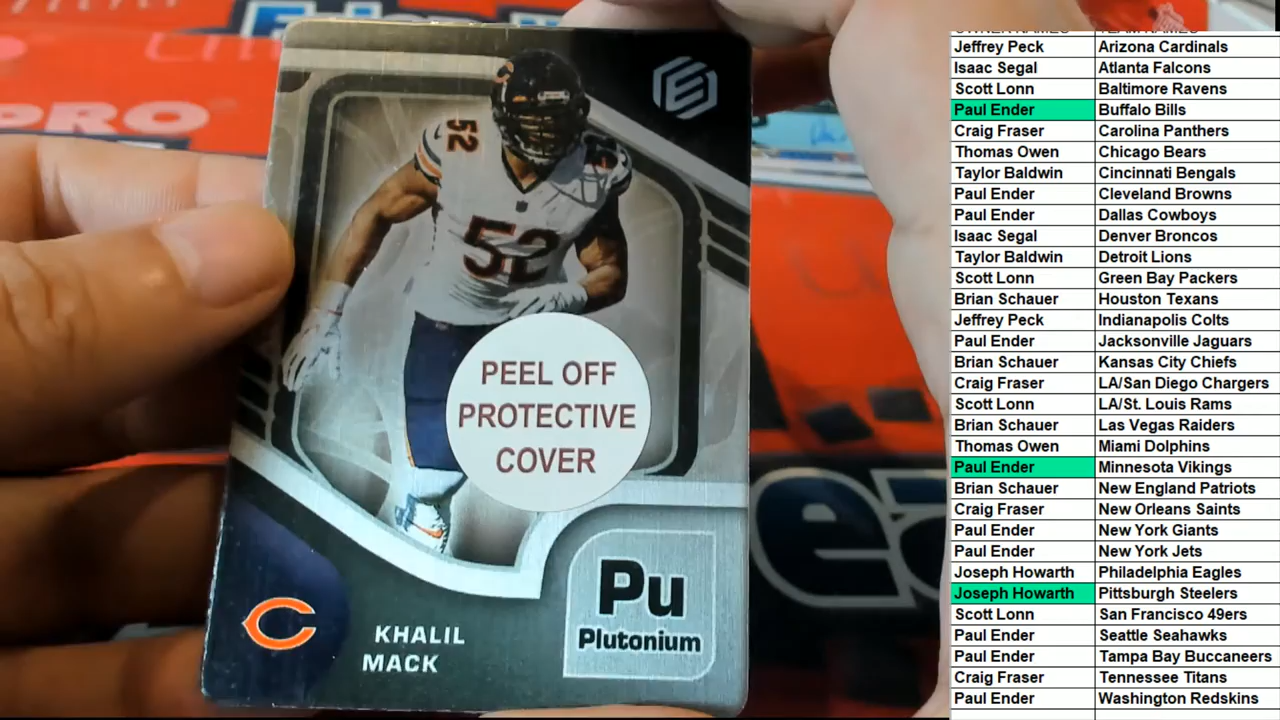 PRO
52
52
PEEL OFF
PROTECTIVE
COVER
Pu
Plutonium
KHALIL
MACK
OWNER NAMES TEAM NAMES
Jeffrey Peck Arizona Cardinals
Isaac Segal Atlanta Falcons
Scott Lonn Baltimore Ravens
Paul Ender Buffalo Bills
Craig Fraser Carolina Panthers
Thomas Owen Chicago Bears
Taylor Baldwin Cincinnati Bengals
Paul Ender Cleveland Browns
Paul Ender Dallas Cowboys
Isaac Segal Denver Broncos
Taylor Baldwin Detroit Lions
Scott Lonn Green Bay Packers
Brian Schauer Houston Texans
Jeffrey Peck Indianapolis Colts
Paul Ender Jacksonville Jaguars
Brian Schauer Kansas City Chiefs
Craig Fraser LA/San Diego Chargers
Scott Lonn LA/St. Louis Rams
Brian Schauer Las Vegas Raiders
Thomas Owen Miami Dolphins
Paul Ender Minnesota Vikings
Brian Schauer New England Patriots
Craig Fraser New Orleans Saints
Paul Ender New York Giants
Paul Ender New York Jets
Joseph Howarth Philadelphia Eagles
Joseph Howarth Pittsburgh Steelers
Scott Lonn San Francisco 49ers
Paul Ender Seattle Seahawks
Paul Ender Tampa Bay Buccaneers
Craig Fraser Tennessee Titans
Paul Ender Washington Redskins